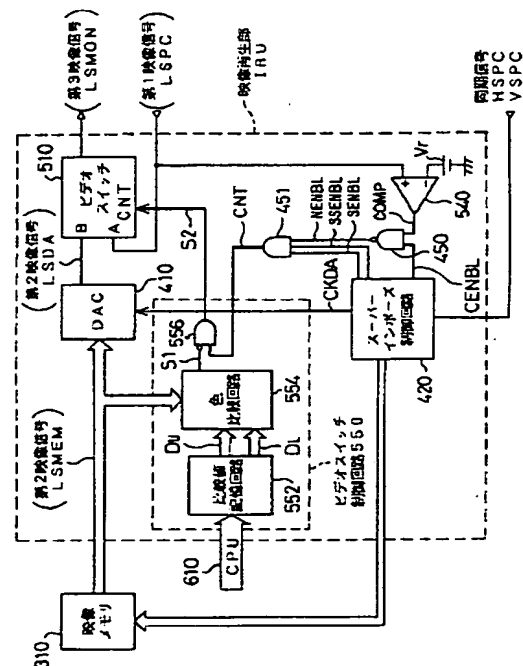 (第3映像信号
LSMON)
(第1映像信号
LSPC)
映像再生部
IRU
同期信号
HSPC
VSPC
510
ビデオ
スイッチ
B
A
CNT
(第2映像信号
LSDA)
410
DAC
S2
CNT
451
NENBL
SSENBL
SENBL
COMP
Vr
540
450
CENBL
CKDA
スーパー
インポーズ
制御回路
420
556
S1
(第2映像信号
LSMEM)
色
比較回路
554
DU
DL
比較値
記憶回路
552
ビデオスイッチ
制御回路550
CPU
610
映像
メモリ
310